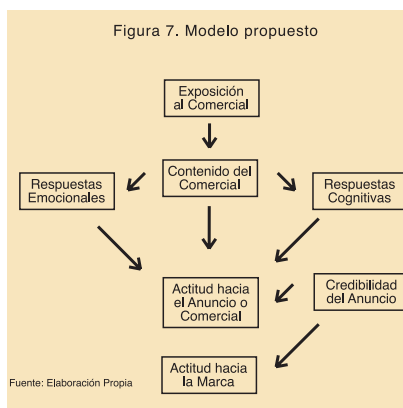 Figura 7. Modelo propuesto
Exposición
al Comercial
Contenido del
Comercial
Respuestas
Emocionales
Respuestas
Cognitivas
Actitud hacia
el Anuncio o
Comercial
Credibilidad
del Anuncio
Actitud hacia
la Marca
Fuente: Elaboración Propia